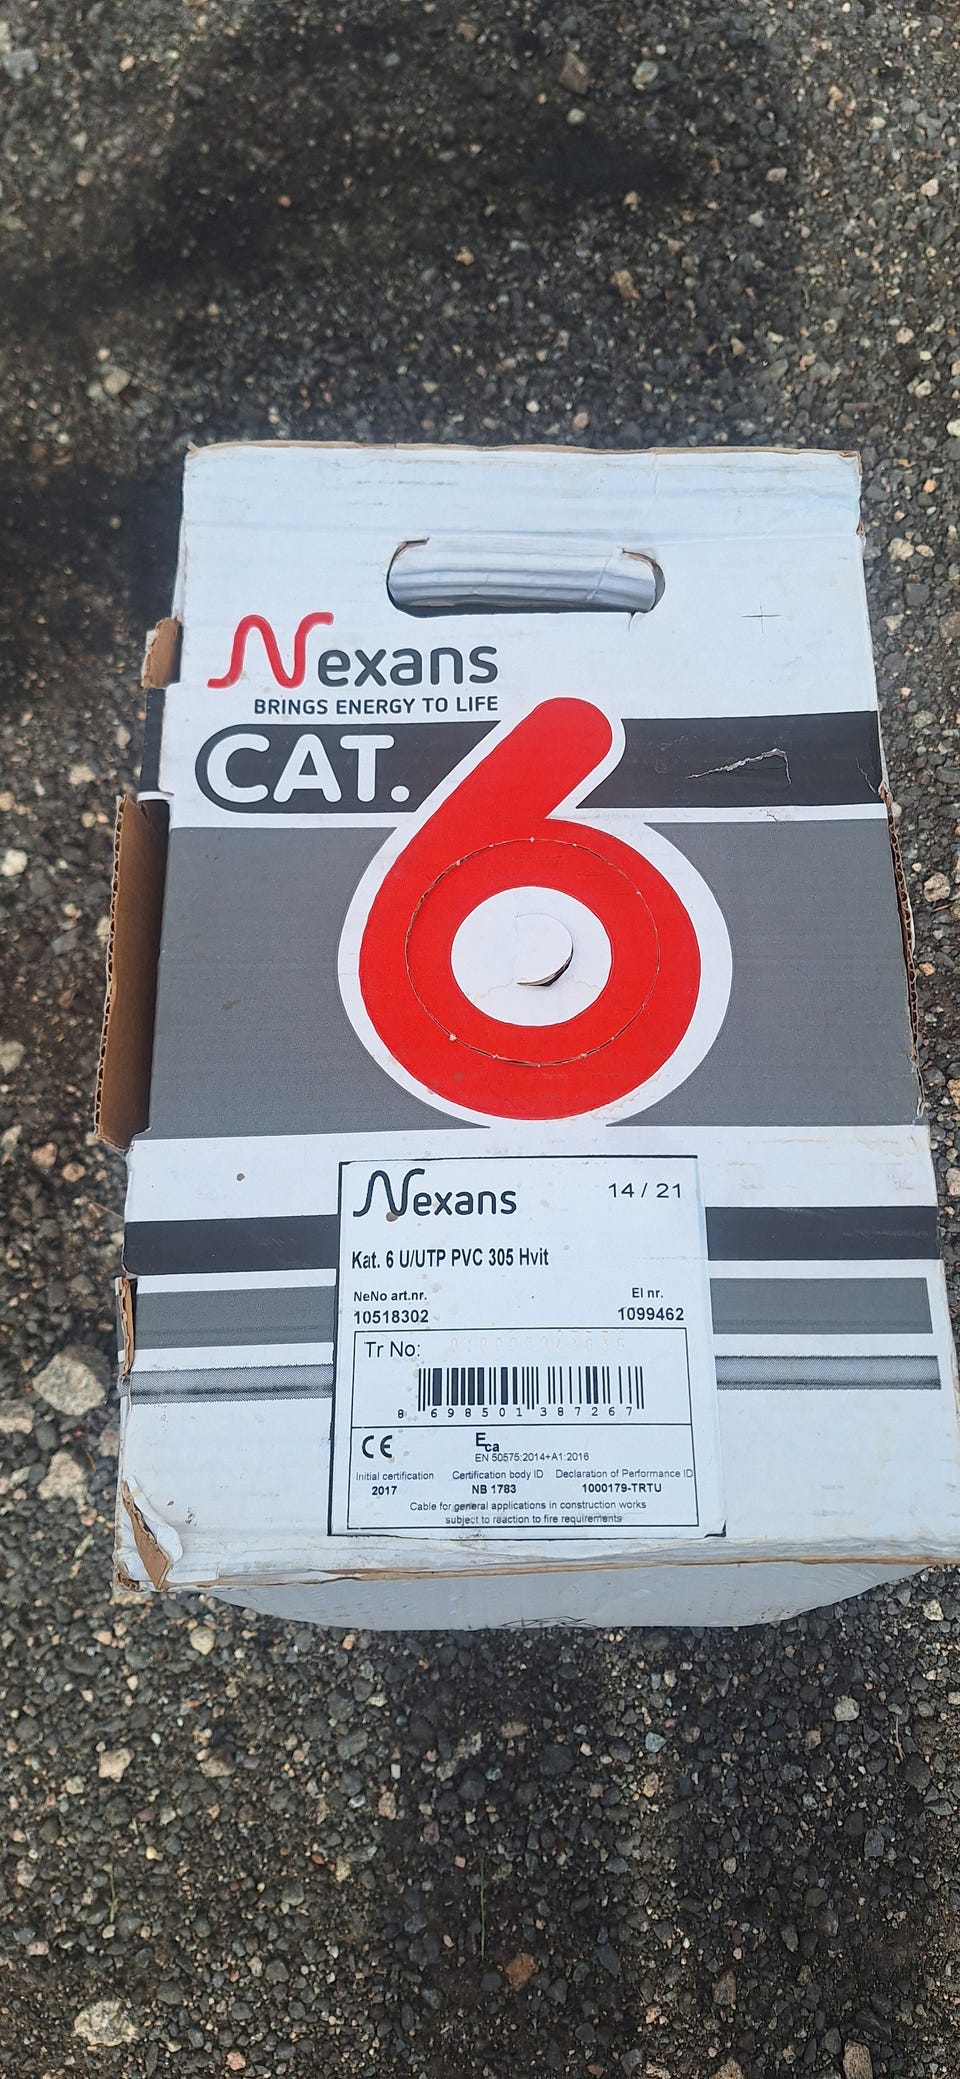 Nexans
BRINGS ENERGY TO LIFE
CAT. 6
Nexans 14 / 21
Kat. 6 U/UTP PVC 305 Hvit
NeNo art.nr. El nr.
10518302 1099462
Tr No:
8 698501 387267
CE Eca
EN 50575:2014+A1:2016
Initial certification Certification body ID Declaration of Performance ID
2017 NB 1783 1000179-TRTU
Cable for general applications in construction works
subject to reaction to fire requirements